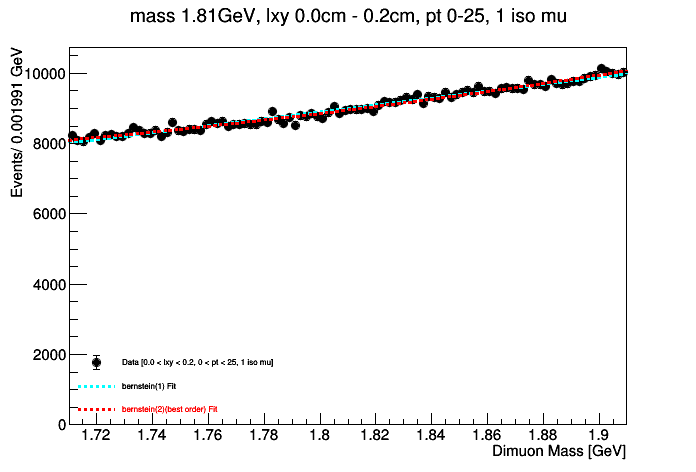 mass 1.81GeV, lxy 0.0cm - 0.2cm, pt 0-25, 1 iso mu
Events/ 0.001991 GeV
10000
8000
6000
4000
2000
0
Data [0.0 < lxy < 0.2, 0 < pt < 25, 1 iso mu]
bernstein(1) Fit
bernstein(2)(best order) Fit
1.72 1.74 1.76 1.78 1.8 1.82 1.84 1.86 1.88 1.9
Dimuon Mass [GeV]